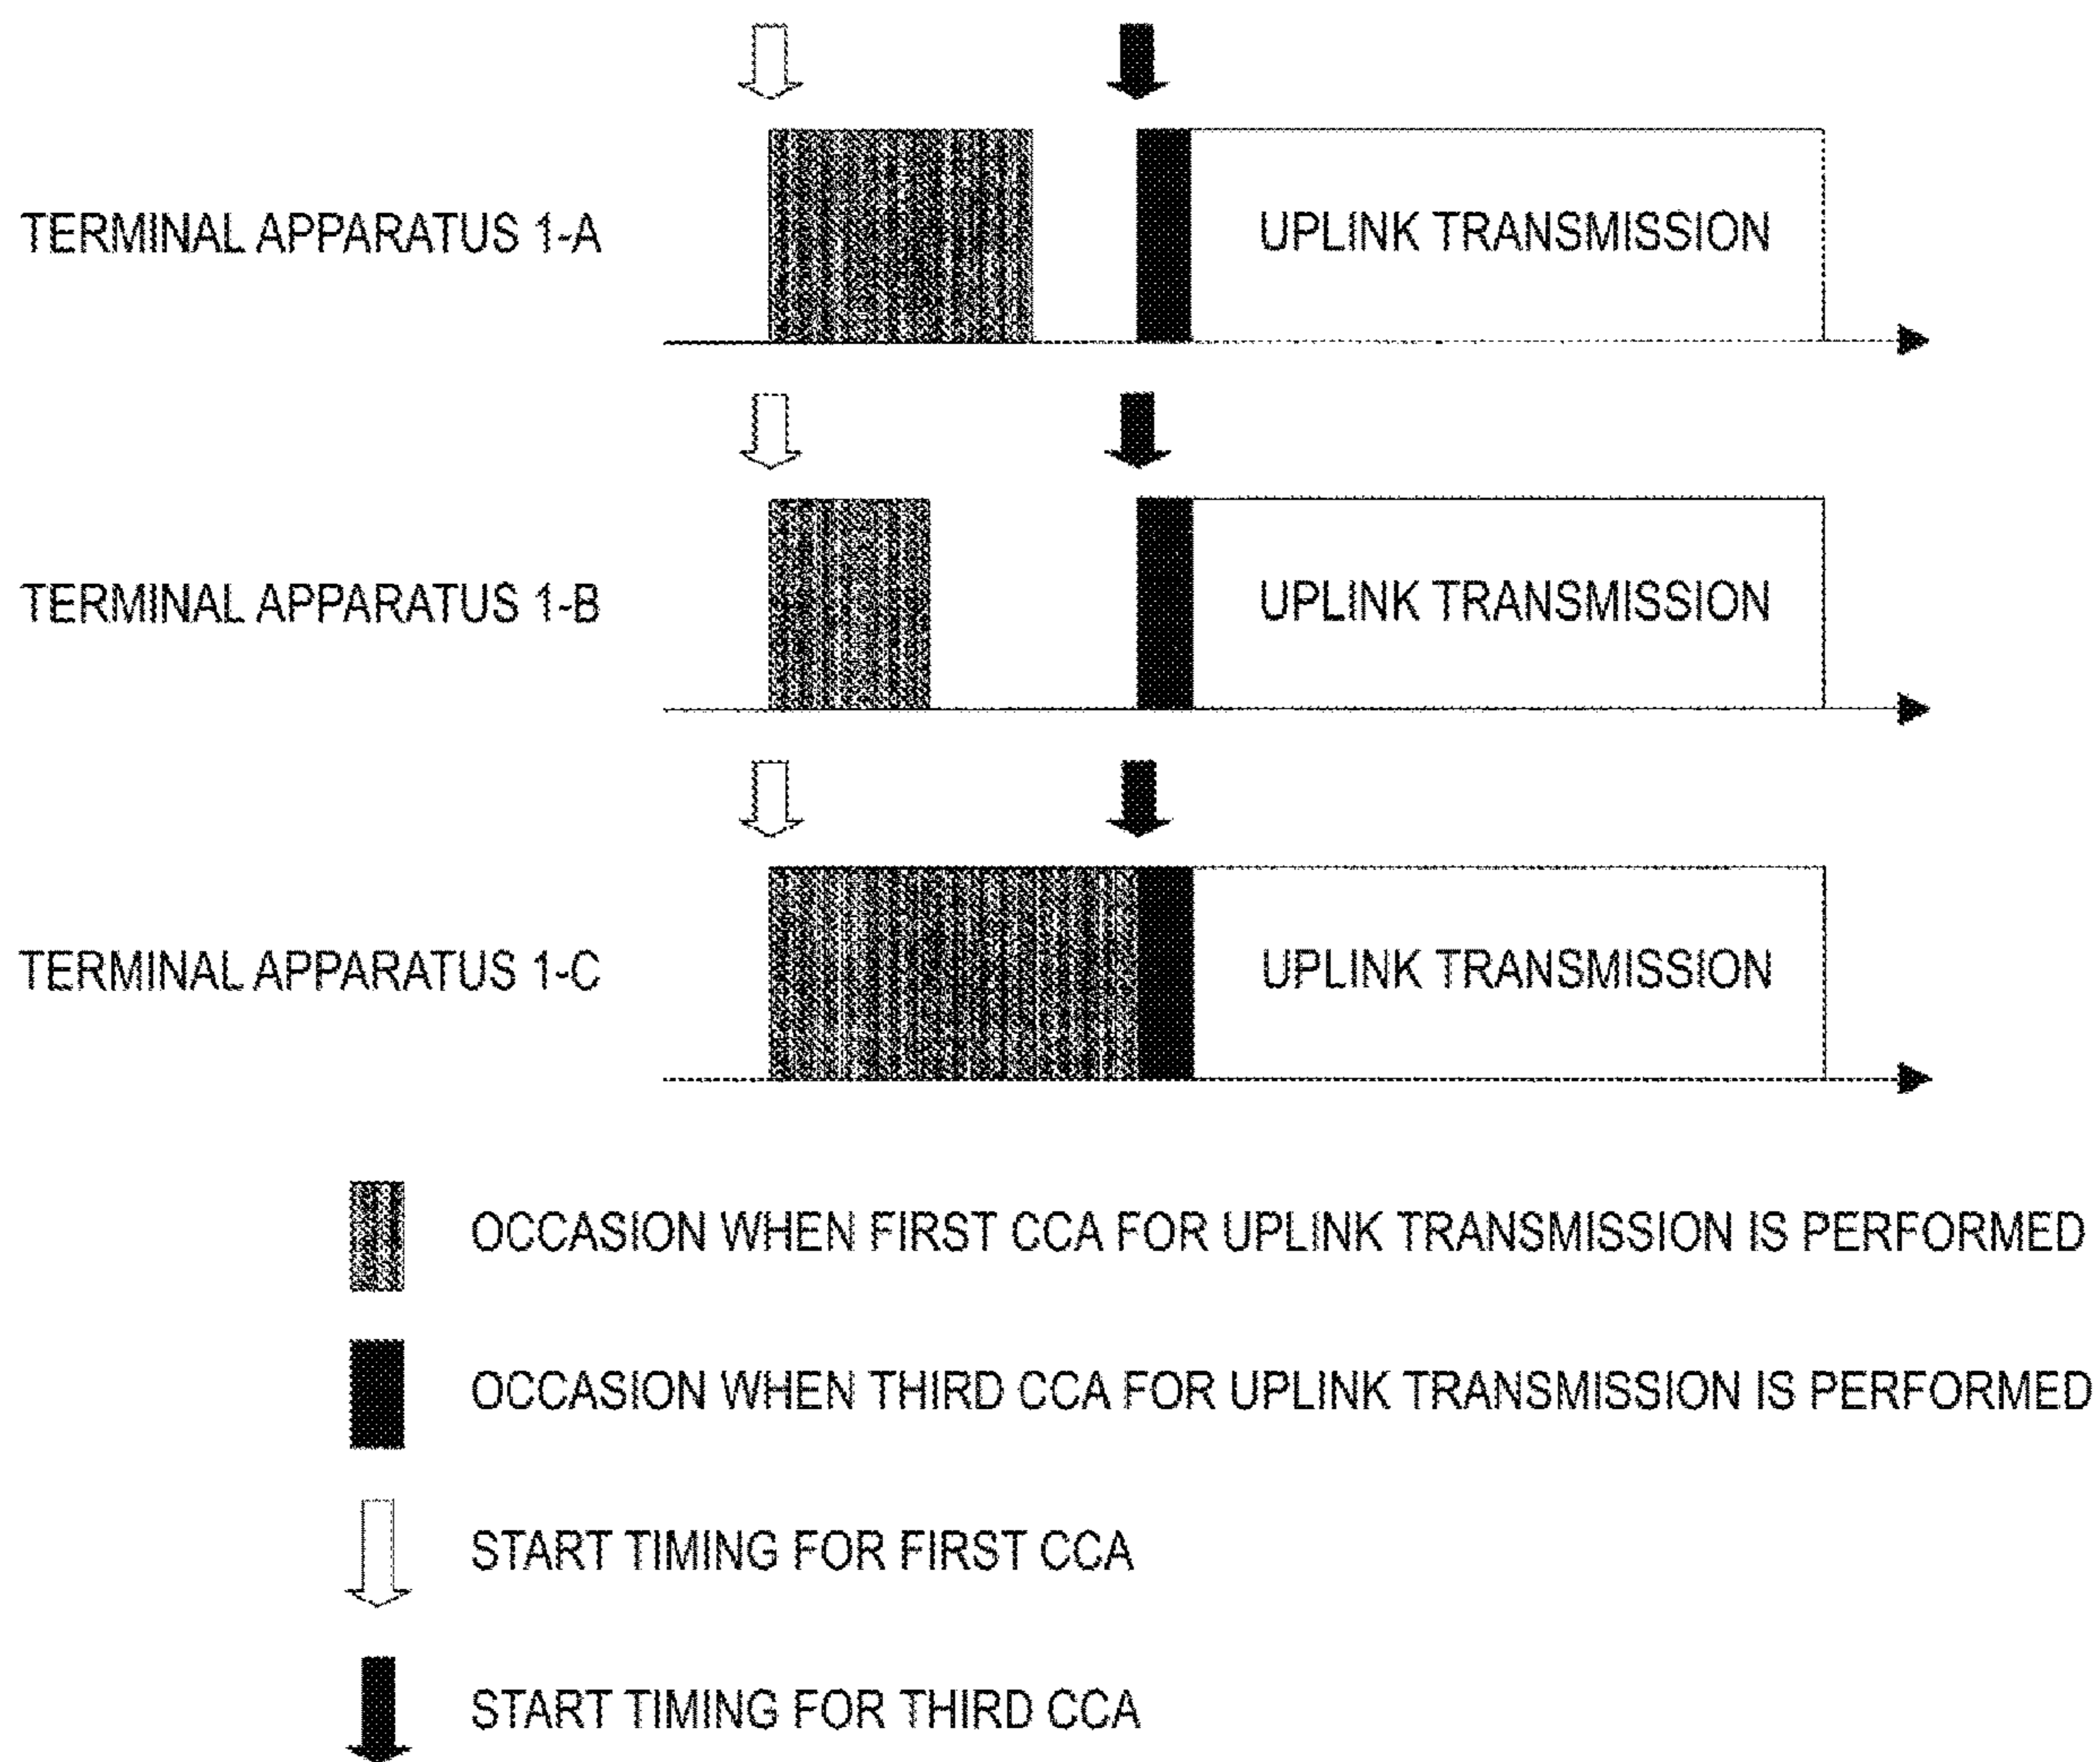 TERMINAL APPARATUS 1-A
UPLINK TRANSMISSION
TERMINAL APPARATUS 1-B
UPLINK TRANSMISSION
TERMINAL APPARATUS 1-C
UPLINK TRANSMISSION
OCCASION WHEN FIRST CCA FOR UPLINK TRANSMISSION IS PERFORMED
OCCASION WHEN THIRD CCA FOR UPLINK TRANSMISSION IS PERFORMED
START TIMING FOR FIRST CCA
START TIMING FOR THIRD CCA